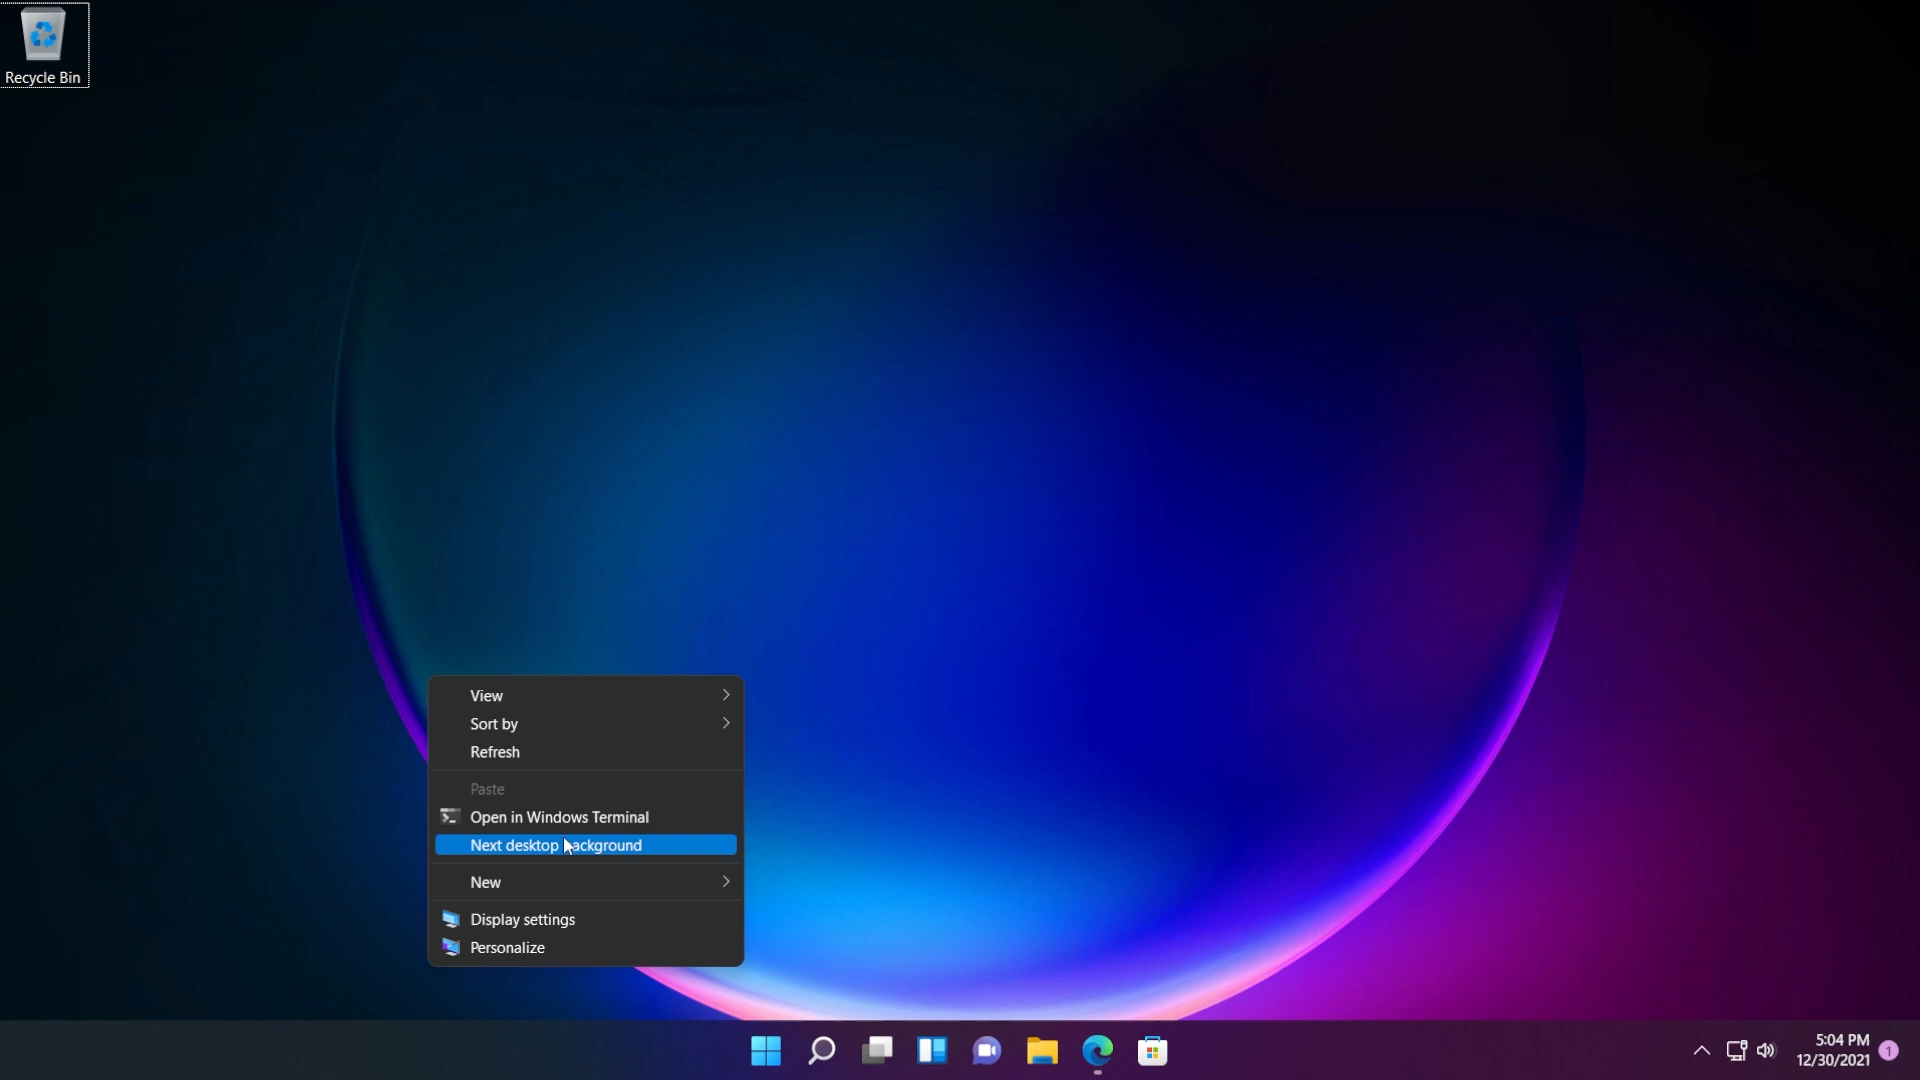 Recycle Bin
View
Sort by
Refresh
Paste
Open in Windows Terminal
Next desktop background
New
Display settings
Personalize
5:04 PM
12/30/2021
1